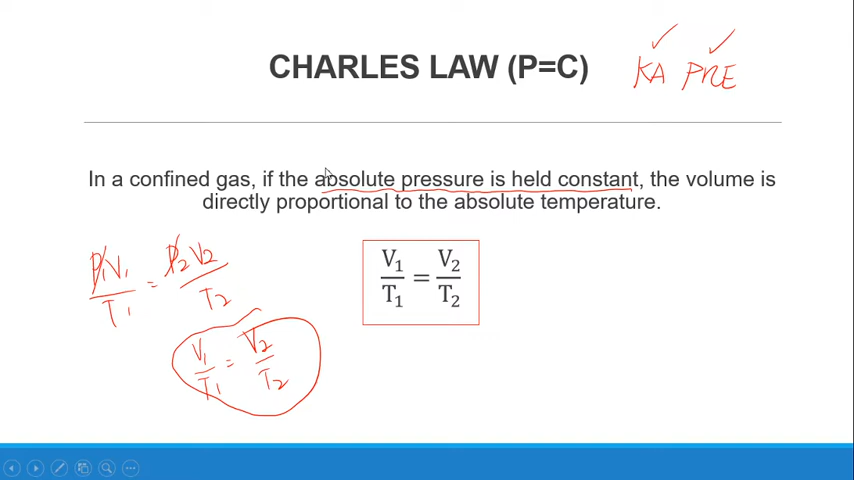 CHARLES LAW (P=C)
KA PRE
In a confined gas, if the absolute pressure is held constant, the volume is
directly proportional to the absolute temperature.
P₁V₁/T₁ = P₂V₂/T₂
V₁/T₁ = V₂/T₂
V₁/T₁ = V₂/T₂